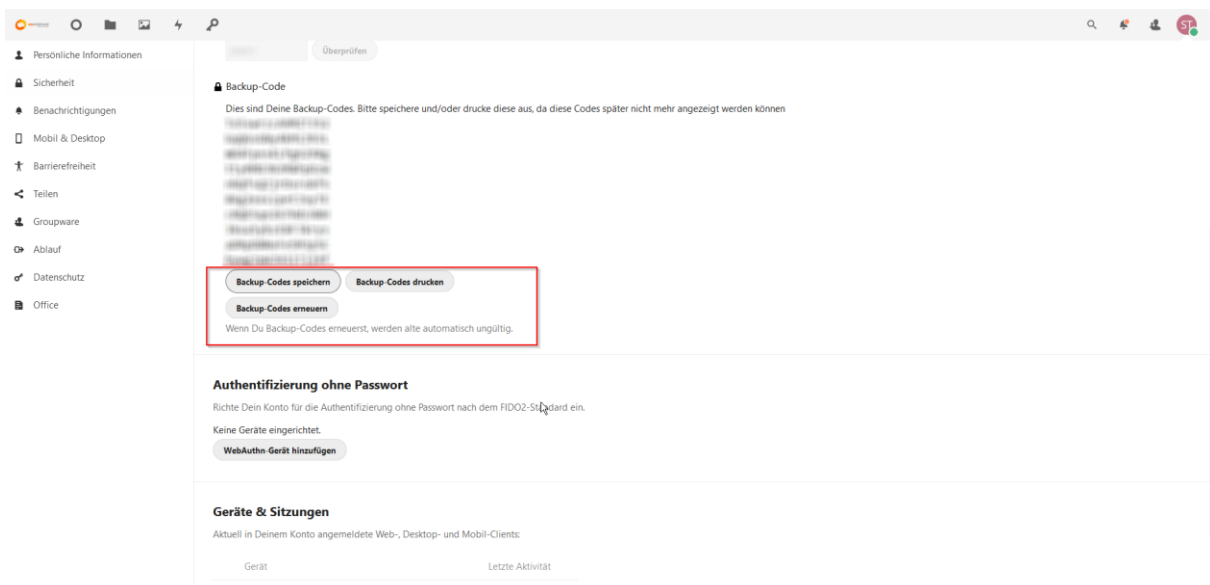 ST
Persönliche Informationen
Überprüfen
Sicherheit
Backup-Code
Benachrichtigungen
Dies sind Deine Backup-Codes. Bitte speichere und/oder drucke diese aus, da diese Codes später nicht mehr angezeigt werden können
Mobil & Desktop
Barrierefreiheit
Teilen
Groupware
Ablauf
Datenschutz
Office
Backup-Codes speichern
Backup-Codes drucken
Backup-Codes erneuern
Wenn Du Backup-Codes erneuerst, werden alte automatisch ungültig.
Authentifizierung ohne Passwort
Richte Dein Konto für die Authentifizierung ohne Passwort nach dem FIDO2-Standard ein.
Keine Geräte eingerichtet.
WebAuthn-Gerät hinzufügen
Geräte & Sitzungen
Aktuell in Deinem Konto angemeldete Web-, Desktop- und Mobil-Clients:
Gerät Letzte Aktivität